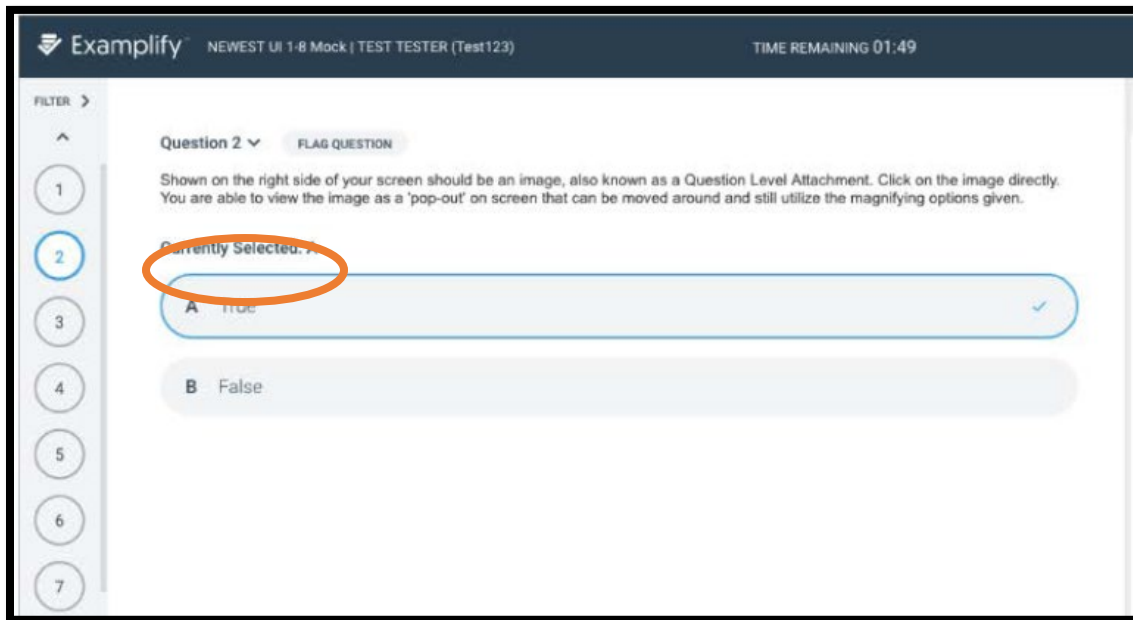 Examplify NEWEST UI 1-8 Mock | TEST TESTER (Test123) TIME REMAINING 01:49
FILTER >
Question 2 FLAG QUESTION
Shown on the right side of your screen should be an image, also known as a Question Level Attachment. Click on the image directly.
You are able to view the image as a 'pop-out' on screen that can be moved around and still utilize the magnifying options given.
Currently Selected: A
A True
B False
1
2
3
4
5
6
7